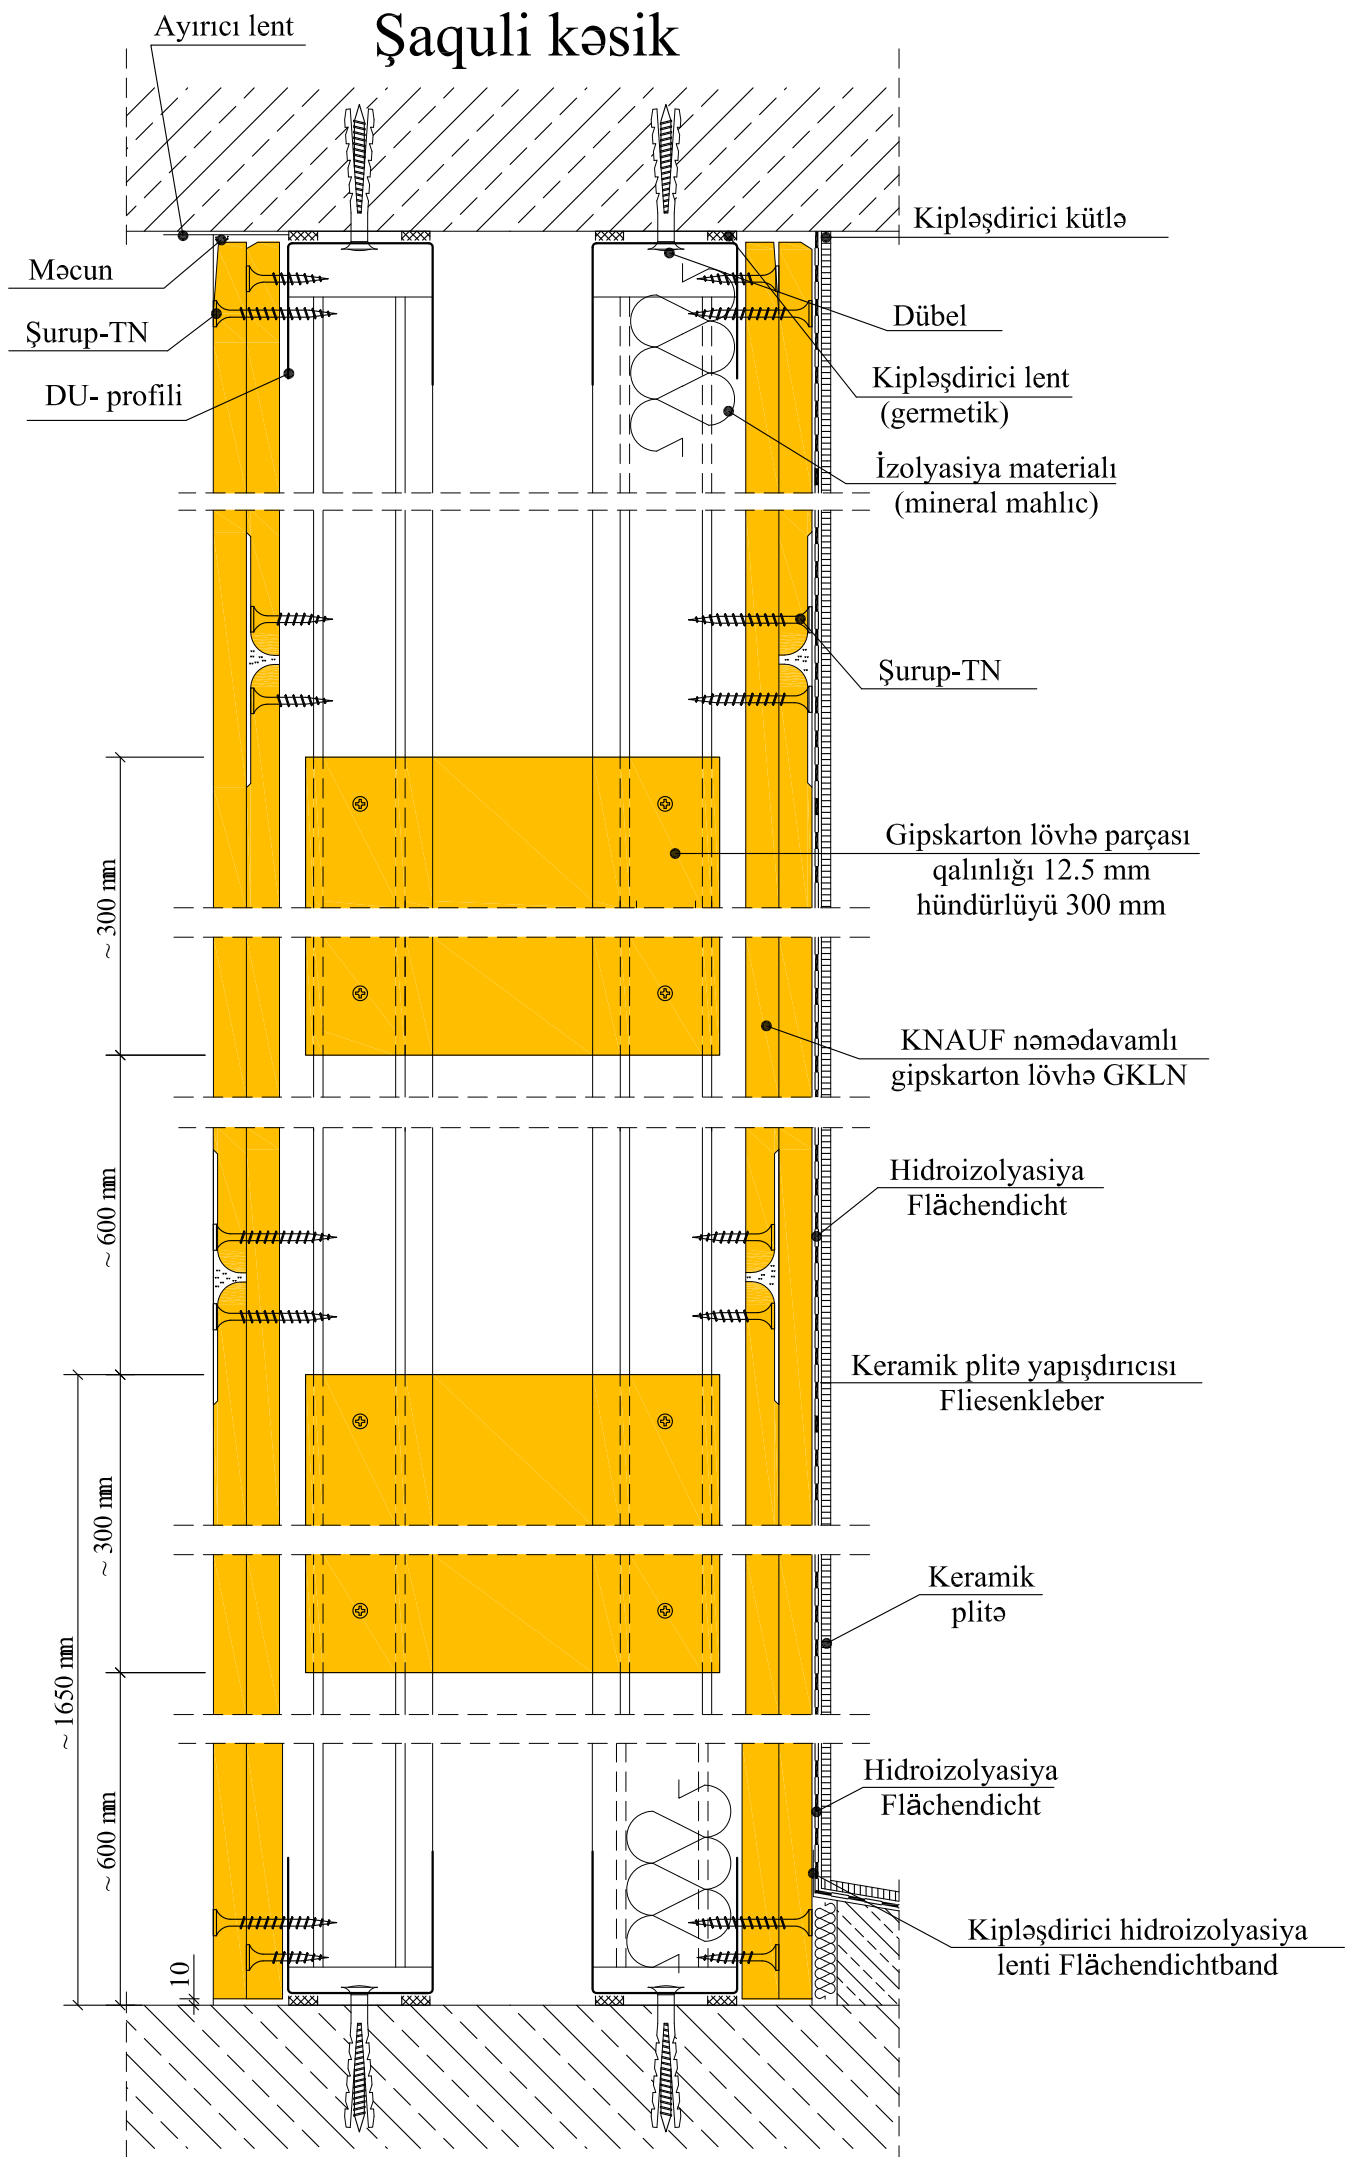 Şaquli kəsik
Ayırıcı lent
Məcun
Şurup-TN
DU- profili
Kipləşdirici kütlə
Dübel
Kipləşdirici lent
(germetik)
İzolyasiya materialı
(mineral mahlıc)
Şurup-TN
Gipskarton lövhə parçası
qalınlığı 12.5 mm
hündürlüyü 300 mm
KNAUF nəmədavamlı
gipskarton lövhə GKLN
Hidroizolyasiya
Flächendicht
Keramik plitə yapışdırıcısı
Fliesenkleber
Keramik
plitə
Hidroizolyasiya
Flächendicht
Kipləşdirici hidroizolyasiya
lenti Flächendichtband
~ 300 mm
~ 600 mm
~ 300 mm
~ 1650 mm
~ 600 mm
10